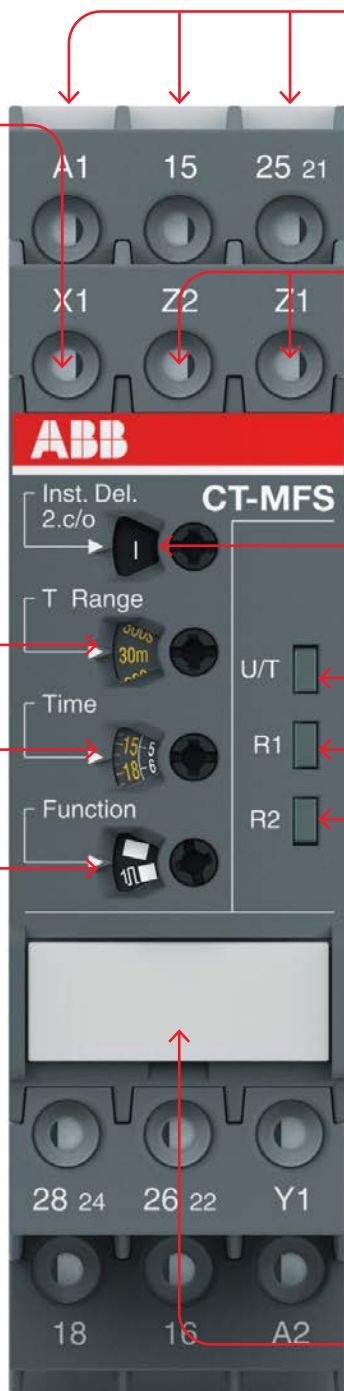 A1 15 25 21
X1 Z2 Z1
ABB
Inst. Del.
2.c/o
CT-MFS
I
T Range
300s
30m
U/T
Time
15 5
18 6
R1
Function
R2
28 24 26 22 Y1
18 16 A2